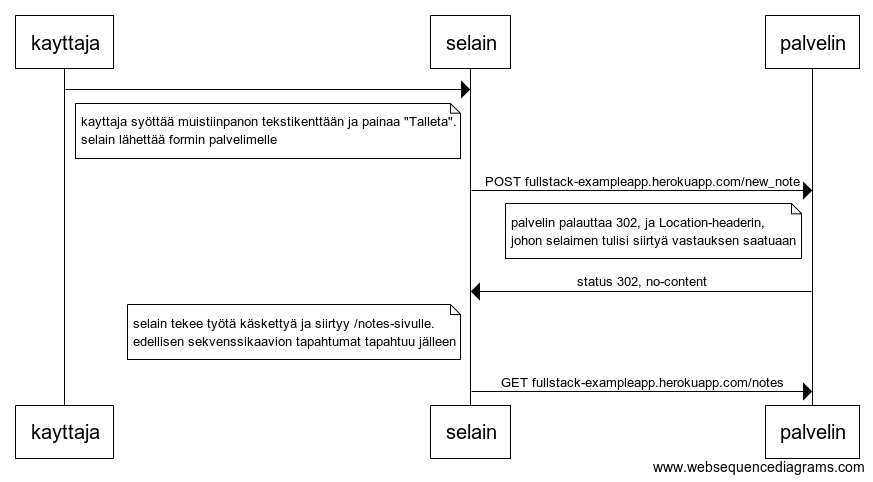 kayttaja
selain
palvelin
kayttaja syöttää muistiinpanon tekstikenttään ja painaa "Talleta".
selain lähettää formin palvelimelle
POST fullstack-exampleapp.herokuapp.com/new_note
palvelin palauttaa 302, ja Location-headerin,
johon selaimen tulisi siirtyä vastauksen saatuaan
status 302, no-content
selain tekee työtä käskettyä ja siirtyy /notes-sivulle.
edellisen sekvenssikaavion tapahtumat tapahtuu jälleen
GET fullstack-exampleapp.herokuapp.com/notes
kayttaja
selain
palvelin
www.websequencediagrams.com